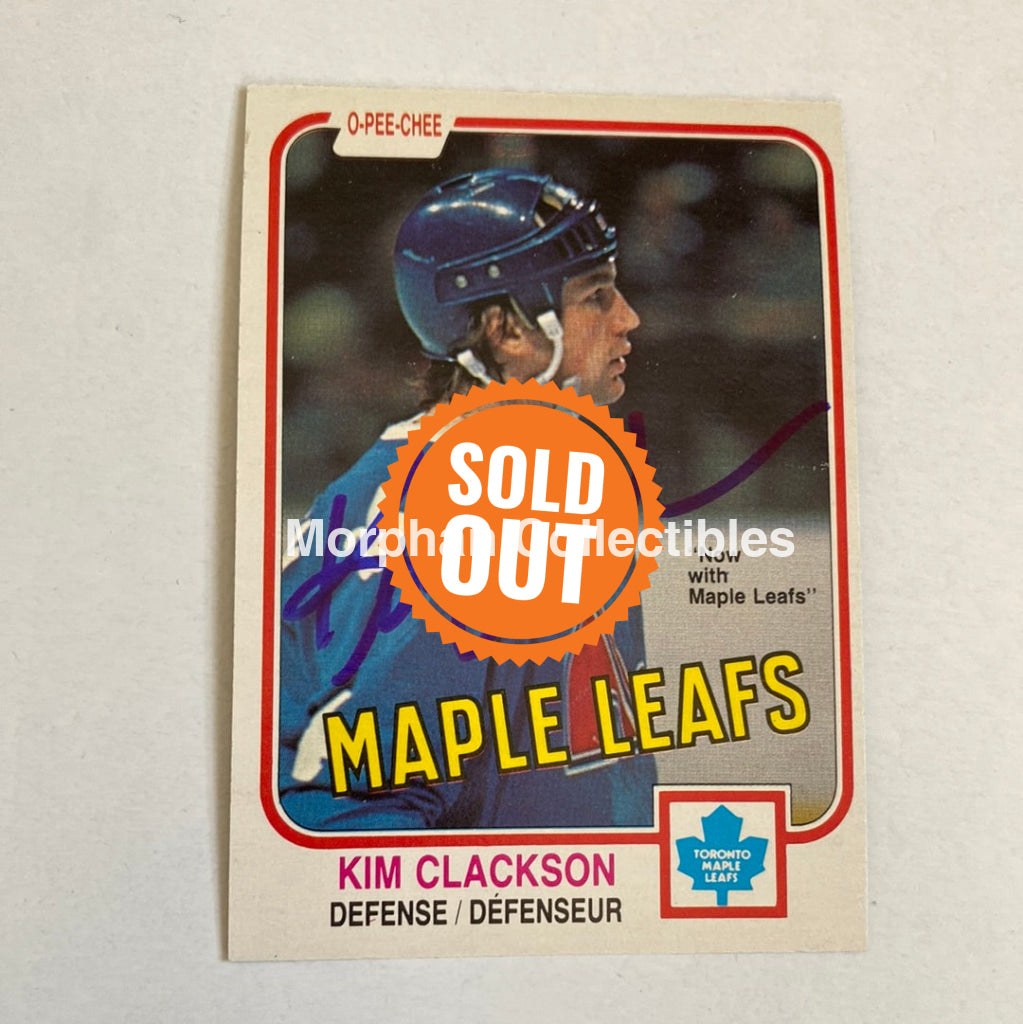 O-PEE-CHEE
SOLD
OUT
Morphan Collectibles
"Now
with
Maple Leafs"
MAPLE LEAFS
TORONTO
MAPLE
LEAFS
KIM CLACKSON
DEFENSE / DÉFENSEUR